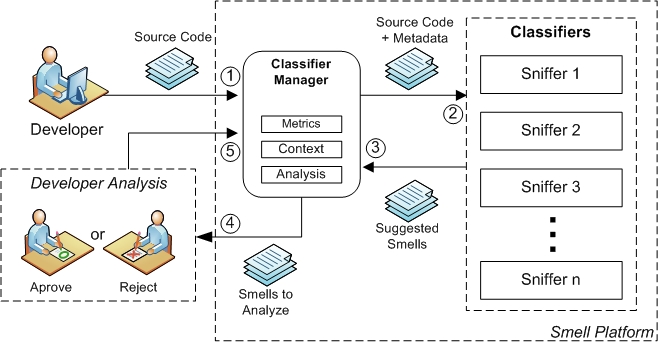 Source Code
Developer
1
Classifier
Manager
Metrics
Context
Analysis
Source Code
+ Metadata
2
Classifiers
Sniffer 1
Sniffer 2
Sniffer 3
Sniffer n
3
Suggested
Smells
4
Smells to
Analyze
5
Developer Analysis
or
Aprove
Reject
Smell Platform